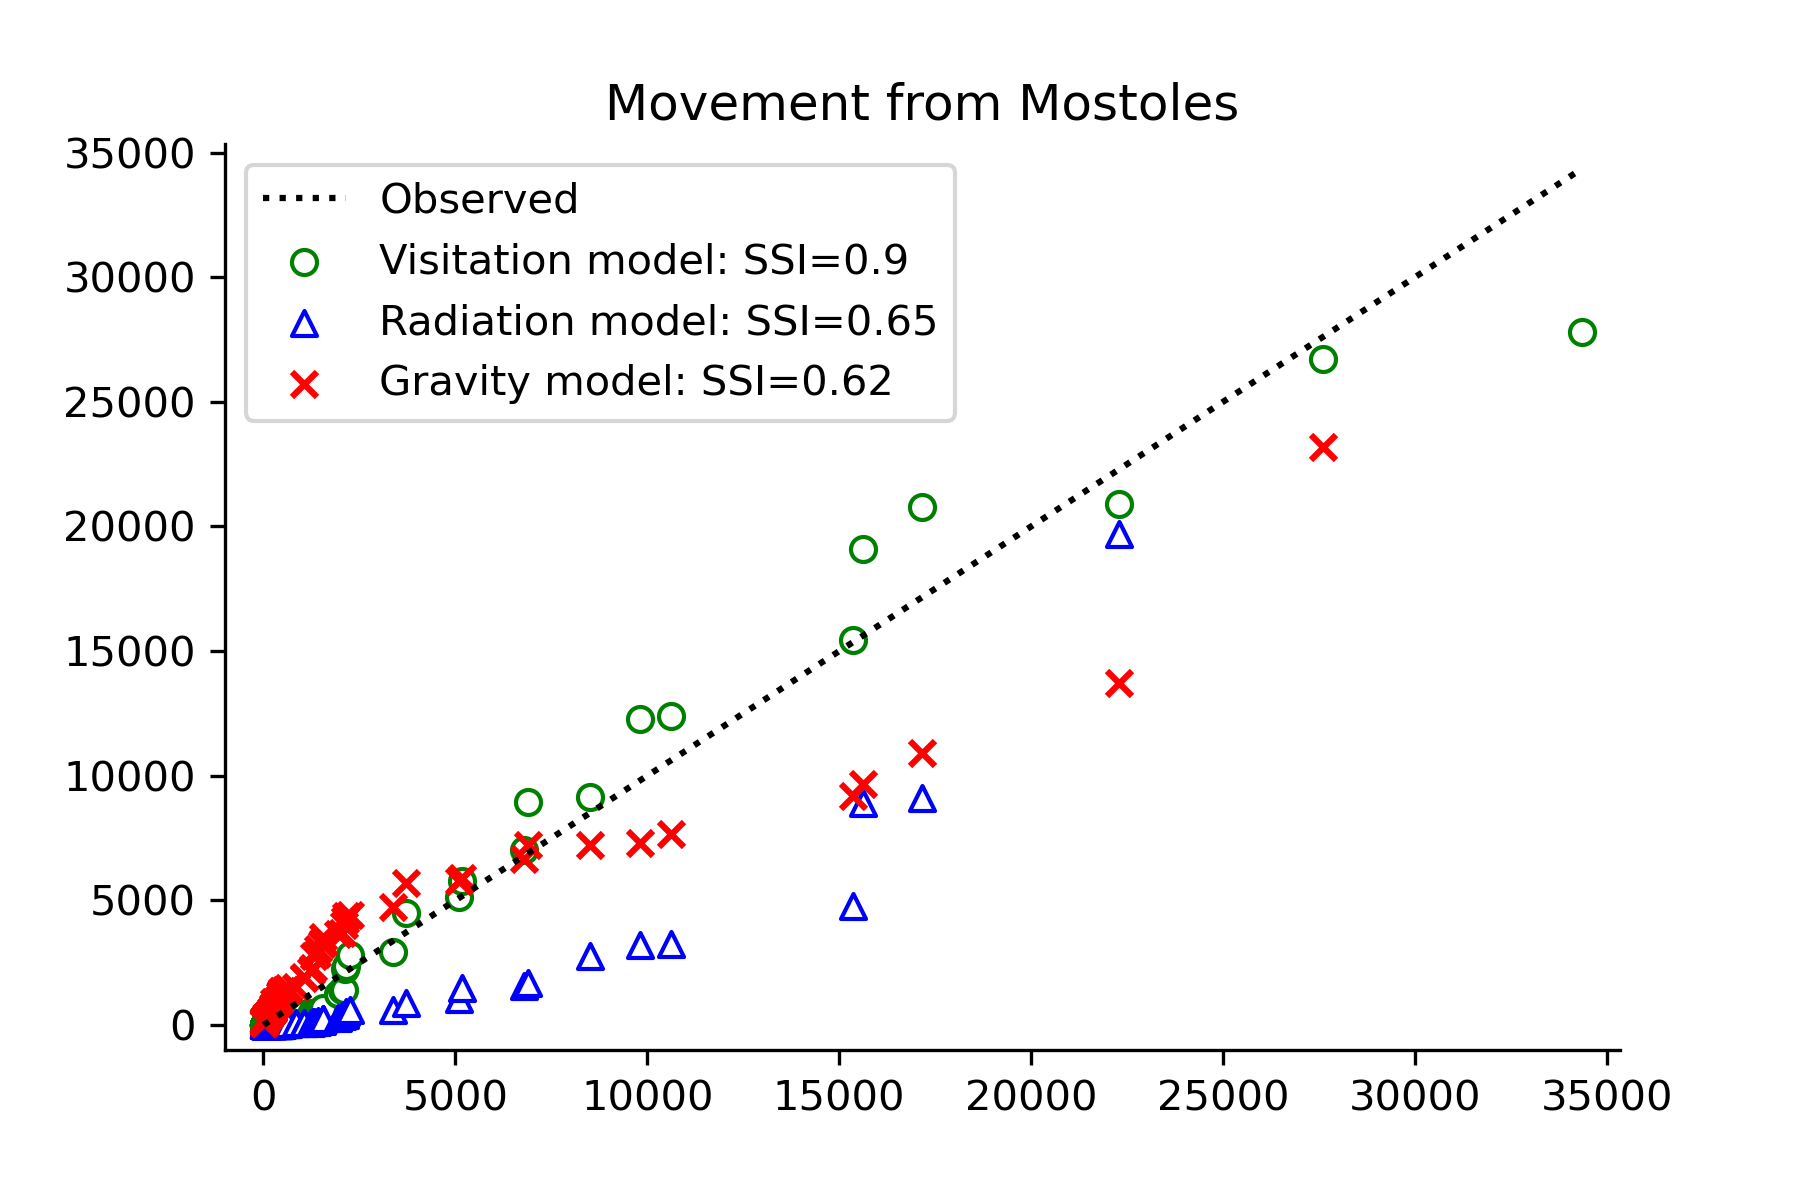 Movement from Mostoles
35000
30000
25000
20000
15000
10000
5000
0
Observed
Visitation model: SSI=0.9
Radiation model: SSI=0.65
Gravity model: SSI=0.62
0 5000 10000 15000 20000 25000 30000 35000